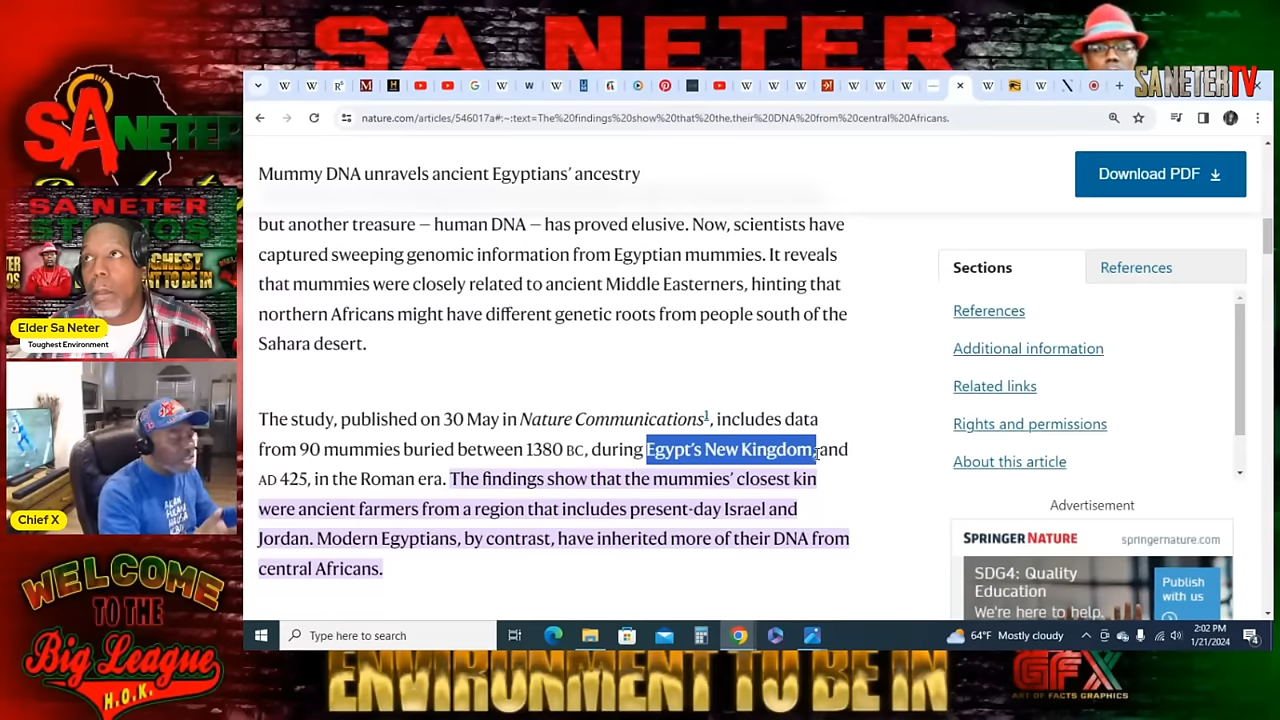 SA NETER
SANETERTV
SA
NETER
nature.com/articles/546017a#:~:text=The%20findings%20show%20that%20the,their%20DNA%20from%20central%20Africans.
Mummy DNA unravels ancient Egyptians’ ancestry
Download PDF
but another treasure — human DNA — has proved elusive. Now, scientists have
captured sweeping genomic information from Egyptian mummies. It reveals
that mummies were closely related to ancient Middle Easterners, hinting that
northern Africans might have different genetic roots from people south of the
Sahara desert.
The study, published on 30 May in Nature Communications1, includes data
from 90 mummies buried between 1380 BC, during Egypt’s New Kingdom, and
AD 425, in the Roman era. The findings show that the mummies’ closest kin
were ancient farmers from a region that includes present-day Israel and
Jordan. Modern Egyptians, by contrast, have inherited more of their DNA from
central Africans.
Sections
References
References
Additional information
Related links
Rights and permissions
About this article
Advertisement
SPRINGER NATURE
springernature.com
SDG4: Quality
Education
We're here to help.
Publish
with us
SA NETER
Elder Sa Neter
Toughest Environment
Chief X
Type here to search
64°F Mostly cloudy
2:02 PM
1/21/2024
4
WELCOME
TO THE
Big League
H.O.K.
ENVIRONMENT TO BE IN
GFX
ART OF FACTS GRAPHICS